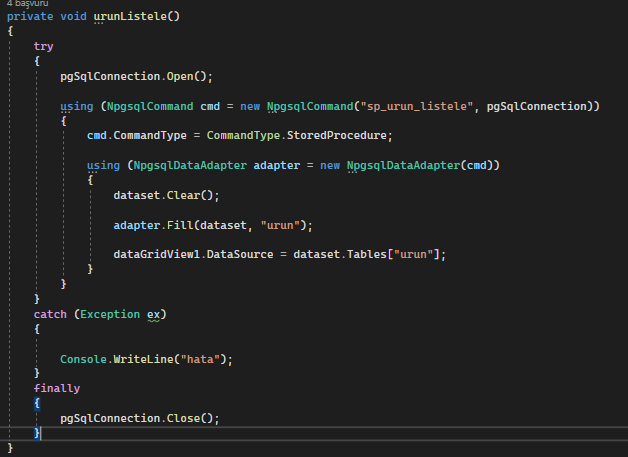 4 başvuru
private void urunListele()
{
try
{
pgSqlConnection.Open();
using (NpgsqlCommand cmd = new NpgsqlCommand("sp_urun_listele", pgSqlConnection))
{
cmd.CommandType = CommandType.StoredProcedure;
using (NpgsqlDataAdapter adapter = new NpgsqlDataAdapter(cmd))
{
dataset.Clear();
adapter.Fill(dataset, "urun");
dataGridView1.DataSource = dataset.Tables["urun"];
}
}
}
catch (Exception ex)
{
Console.WriteLine("hata");
}
finally
{
pgSqlConnection.Close();
}
}